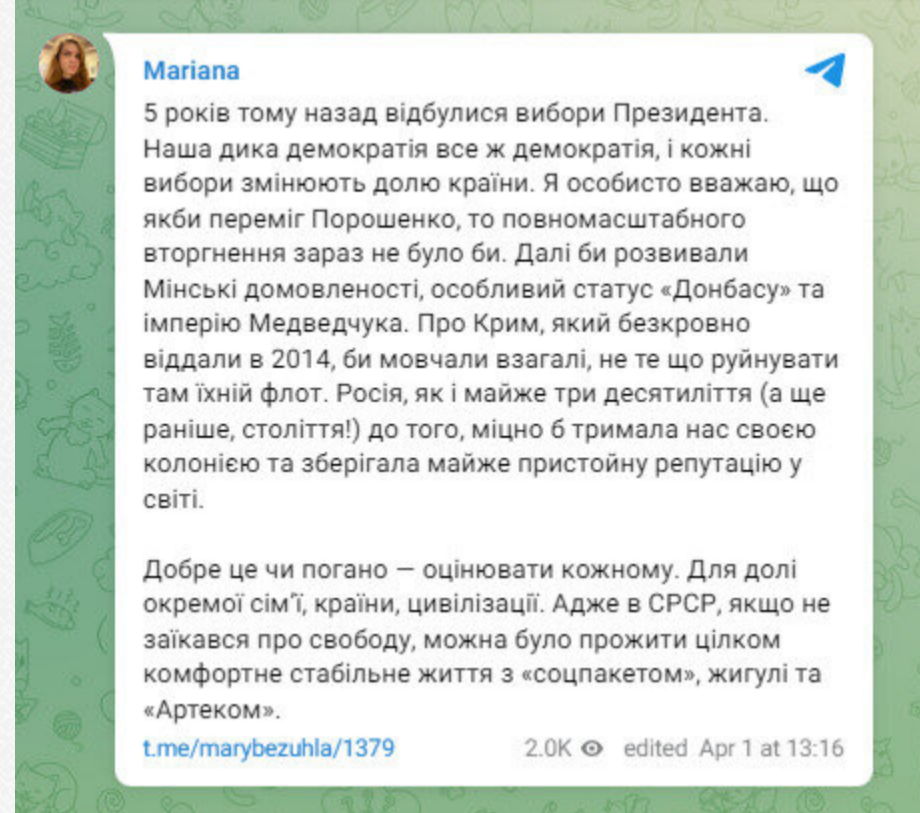 Mariana
5 років тому назад відбулися вибори Президента.
Наша дика демократія все ж демократія, і кожні
вибори змінюють долю країни. Я особисто вважаю, що
якби переміг Порошенко, то повномасштабного
вторгнення зараз не було би. Далі би розвивали
Мінські домовленості, особливий статус «Донбасу» та
імперію Медведчука. Про Крим, який безкровно
віддали в 2014, би мовчали взагалі, не те що руйнувати
там їхній флот. Росія, як і майже три десятиліття (а ще
раніше, століття!) до того, міцно б тримала нас своєю
колонією та зберігала майже пристойну репутацію у
світі.
Добре це чи погано — оцінювати кожному. Для долі
окремої сім'ї, країни, цивілізації. Адже в СРСР, якщо не
заїкався про свободу, можна було прожити цілком
комфортне стабільне життя з «соцпакетом», жигулі та
«Артеком».
t.me/marybezuhla/1379 2.0K edited Apr 1 at 13:16